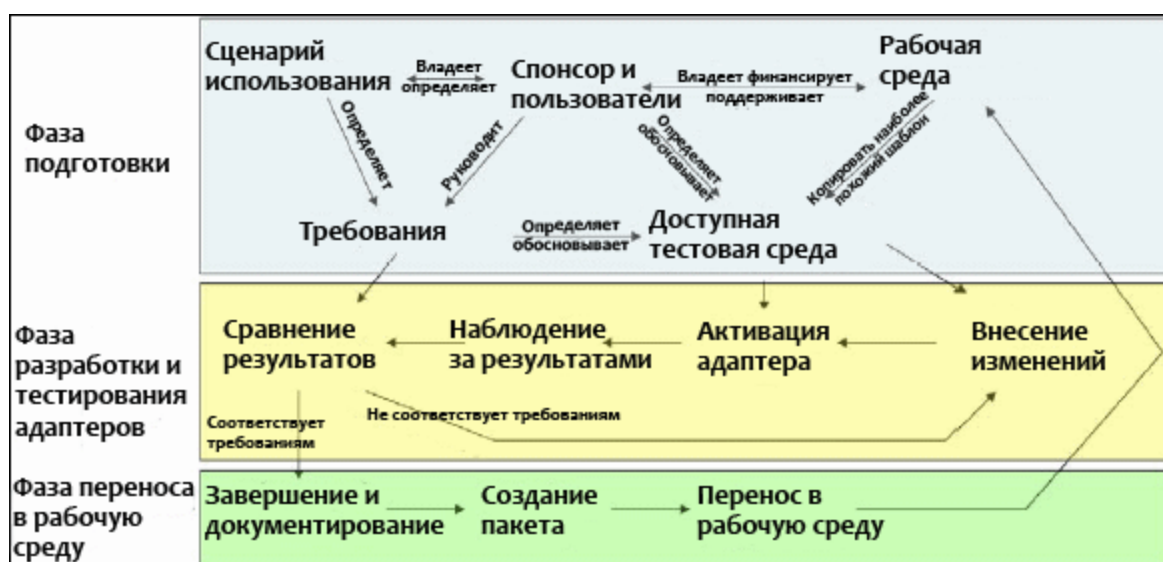 Фаза
подготовки
Сценарий
использования
Владеет
определяет
Спонсор и
пользователи
Владеет финансирует
поддерживает
Рабочая
среда
Определяет
Руководит
Определяет
обосновывает
Копировать наиболее
похожий шаблон
Требования
Определяет
обосновывает
Доступная
тестовая среда
Фаза
разработки и
тестирования
адаптеров
Сравнение
результатов
Наблюдение
за результатами
Активация
адаптера
Внесение
изменений
Соответствует
требованиям
Не соответствует требованиям
Фаза переноса
в рабочую
среду
Завершение и
документирование
Создание
пакета
Перенос в
рабочую среду